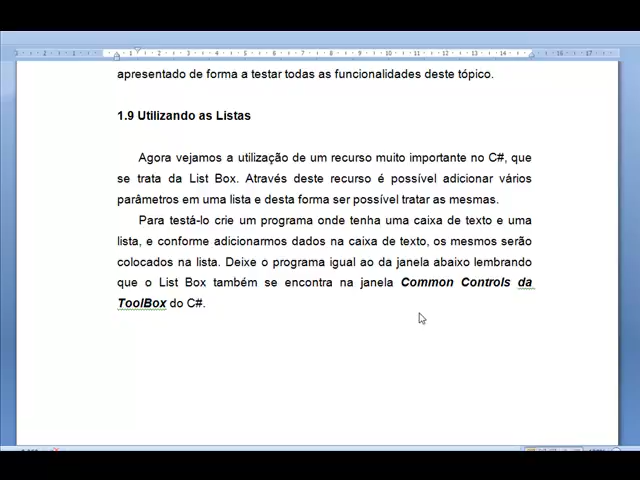 apresentado de forma a testar todas as funcionalidades deste tópico.
1.9 Utilizando as Listas
Agora vejamos a utilização de um recurso muito importante no C#, que
se trata da List Box. Através deste recurso é possível adicionar vários
parâmetros em uma lista e desta forma ser possível tratar as mesmas.
Para testá-lo crie um programa onde tenha uma caixa de texto e uma
lista, e conforme adicionarmos dados na caixa de texto, os mesmos serão
colocados na lista. Deixe o programa igual ao da janela abaixo lembrando
que o List Box também se encontra na janela Common Controls da
ToolBox do C#.